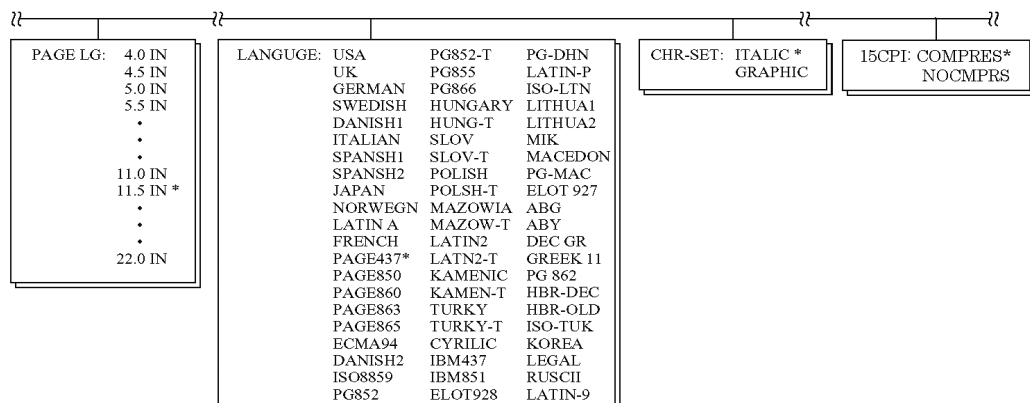 PAGE LG: 4.0 IN
4.5 IN
5.0 IN
5.5 IN
•
•
•
11.0 IN
11.5 IN *
•
•
•
22.0 IN
LANGUGE: USA PG852-T PG-DHN
UK PG855 LATIN-P
GERMAN PG866 ISO-LTN
SWEDISH HUNGARY LITHUA1
DANISH1 HUNG-T LITHUA2
ITALIAN SLOV MIK
SPANSH1 SLOV-T MACEDON
SPANSH2 POLISH PG-MAC
JAPAN POLSH-T ELOT 927
NORWEGN MAZOWIA ABG
LATIN A MAZOW-T ABY
FRENCH LATIN2 DEC GR
PAGE437* LATN2-T GREEK 11
PAGE850 KAMENIC PG 862
PAGE860 KAMEN-T HBR-DEC
PAGE863 TURKY HBR-OLD
PAGE865 TURKY-T ISO-TUK
ECMA94 CYRILIC KOREA
DANISH2 IBM437 LEGAL
ISO8859 IBM851 RUSCII
PG852 ELOT928 LATIN-9
CHR-SET: ITALIC *
GRAPHIC
15CPI: COMPRES*
NOCMPRS